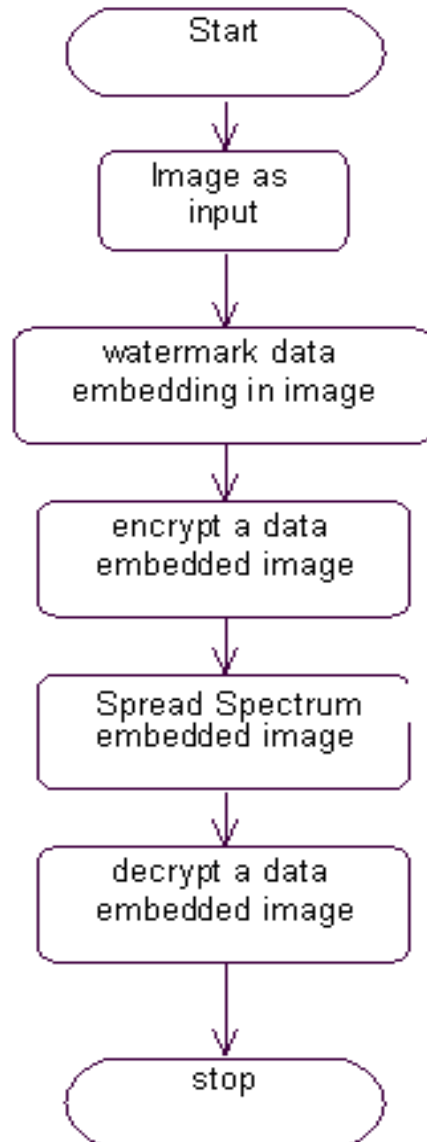 Start
Image as
input
watermark data
embedding in image
encrypt a data
embedded image
Spread Spectrum
embedded image
decrypt a data
embedded image
stop